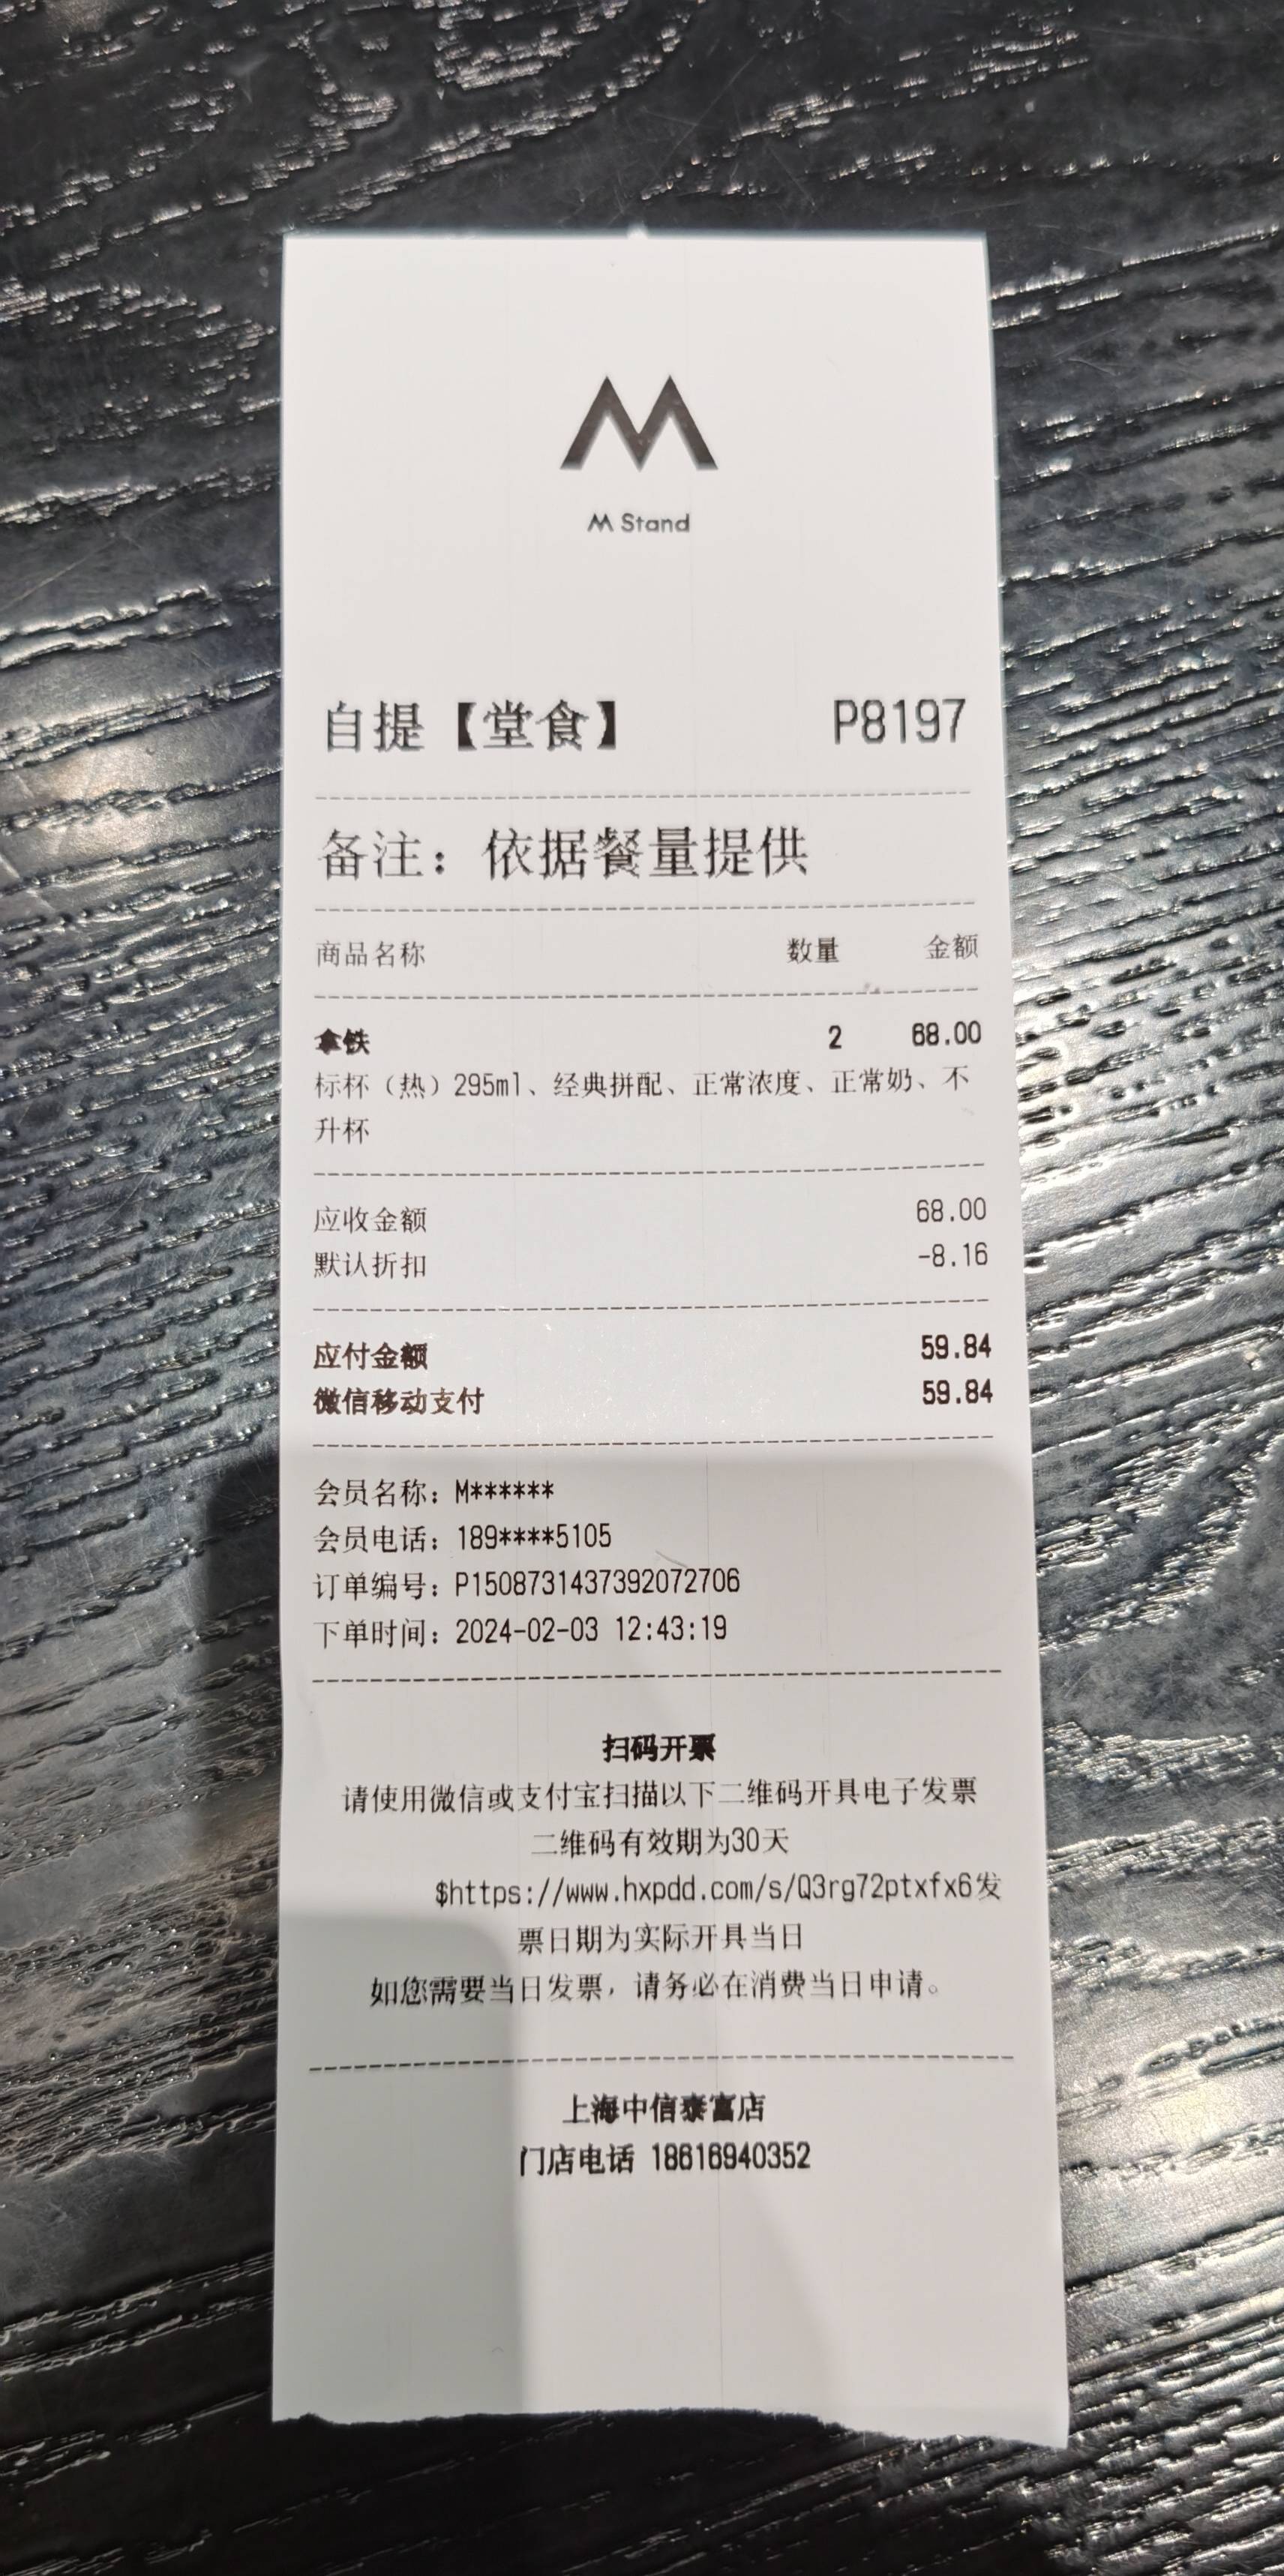 M Stand
自提【堂食】 P8197
备注：依据餐量提供
商品名称 数量 金额
拿铁 2 68.00
标杯（热）295ml、经典拼配、正常浓度、正常奶、不
升杯
应收金额 68.00
默认折扣 -8.16
应付金额 59.84
微信移动支付 59.84
会员名称：M******
会员电话：189****5105
订单编号：P1508731437392072706
下单时间：2024-02-03 12:43:19
扫码开票
请使用微信或支付宝扫描以下二维码开具电子发票
二维码有效期为30天
$https://www.hxpdd.com/s/Q3rg72ptxfx6发
票日期为实际开具当日
如您需要当日发票，请务必在消费当日申请。
上海中信泰富店
门店电话 18616940352